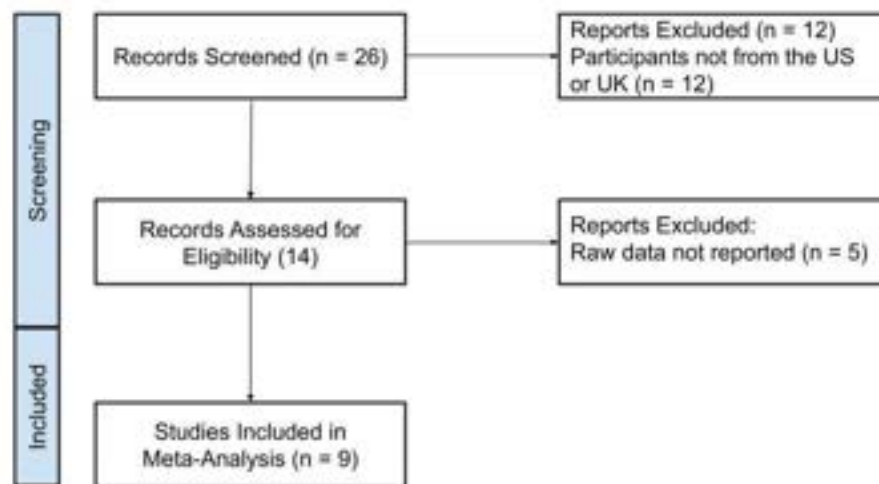 Screening
Records Screened (n = 26)
Reports Excluded (n = 12)
Participants not from the US
or UK (n = 12)
Records Assessed for
Eligibility (14)
Reports Excluded:
Raw data not reported (n = 5)
Included
Studies Included in
Meta-Analysis (n = 9)